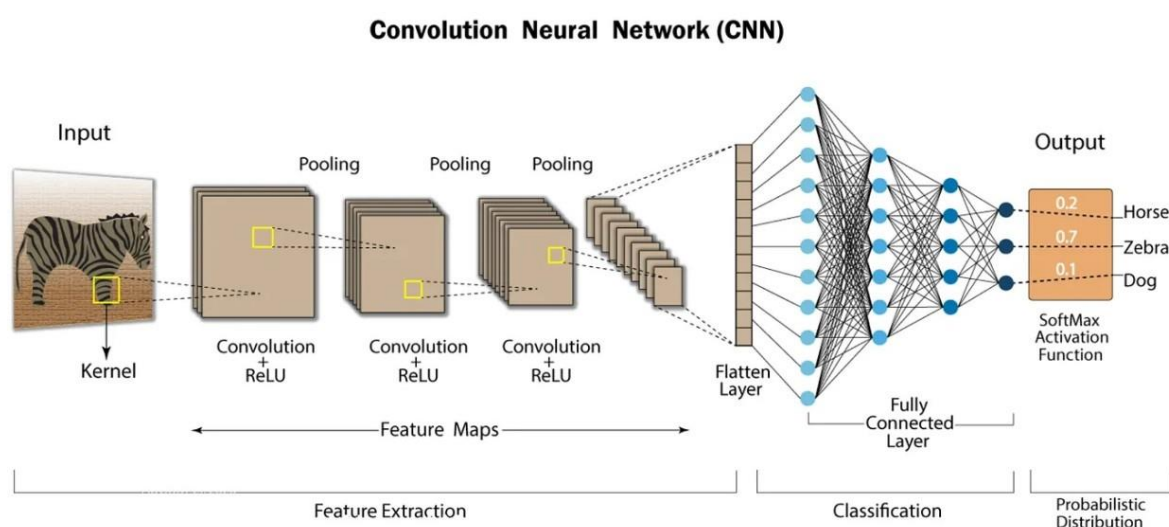 Convolution Neural Network (CNN)
Input
Output
Pooling
Pooling
Pooling
0.2
Horse
0.7
Zebra
0.1
Dog
Kernel
Convolution
+
ReLU
Convolution
+
ReLU
Convolution
+
ReLU
Flatten
Layer
SoftMax
Activation
Function
Feature Maps
Fully
Connected
Layer
Feature Extraction
Classification
Probabilistic
Distribution